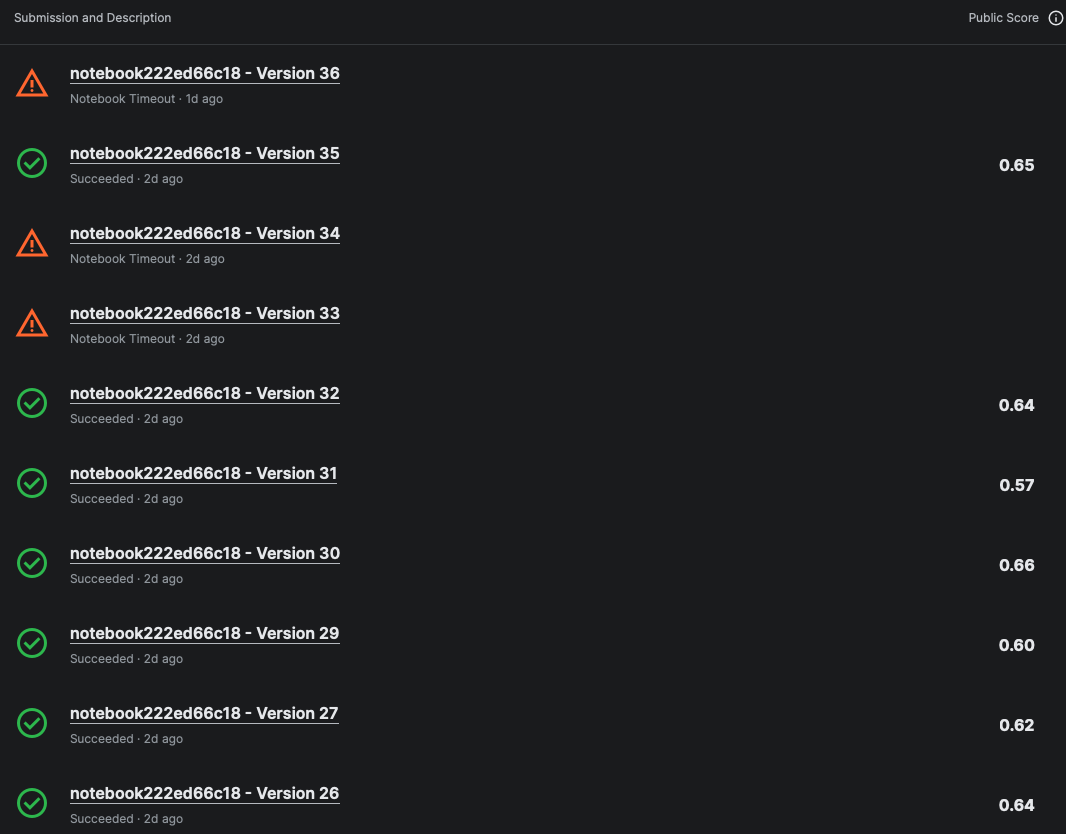 Submission and Description
Public Score
notebook222ed66c18 - Version 36
Notebook Timeout · 1d ago
notebook222ed66c18 - Version 35
Succeeded · 2d ago
0.65
notebook222ed66c18 - Version 34
Notebook Timeout · 2d ago
notebook222ed66c18 - Version 33
Notebook Timeout · 2d ago
notebook222ed66c18 - Version 32
Succeeded · 2d ago
0.64
notebook222ed66c18 - Version 31
Succeeded · 2d ago
0.57
notebook222ed66c18 - Version 30
Succeeded · 2d ago
0.66
notebook222ed66c18 - Version 29
Succeeded · 2d ago
0.60
notebook222ed66c18 - Version 27
Succeeded · 2d ago
0.62
notebook222ed66c18 - Version 26
Succeeded · 2d ago
0.64